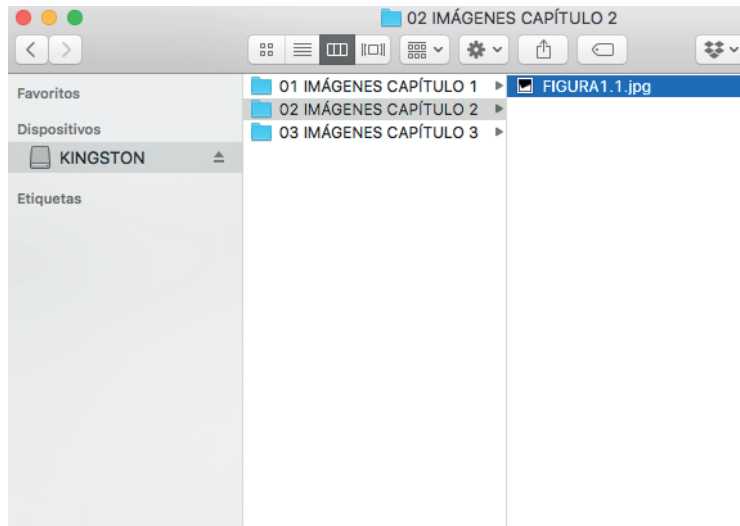 02 IMÁGENES CAPÍTULO 2
Favoritos
Dispositivos
KINGSTON
Etiquetas
01 IMÁGENES CAPÍTULO 1
02 IMÁGENES CAPÍTULO 2
03 IMÁGENES CAPÍTULO 3
FIGURA1.1.jpg